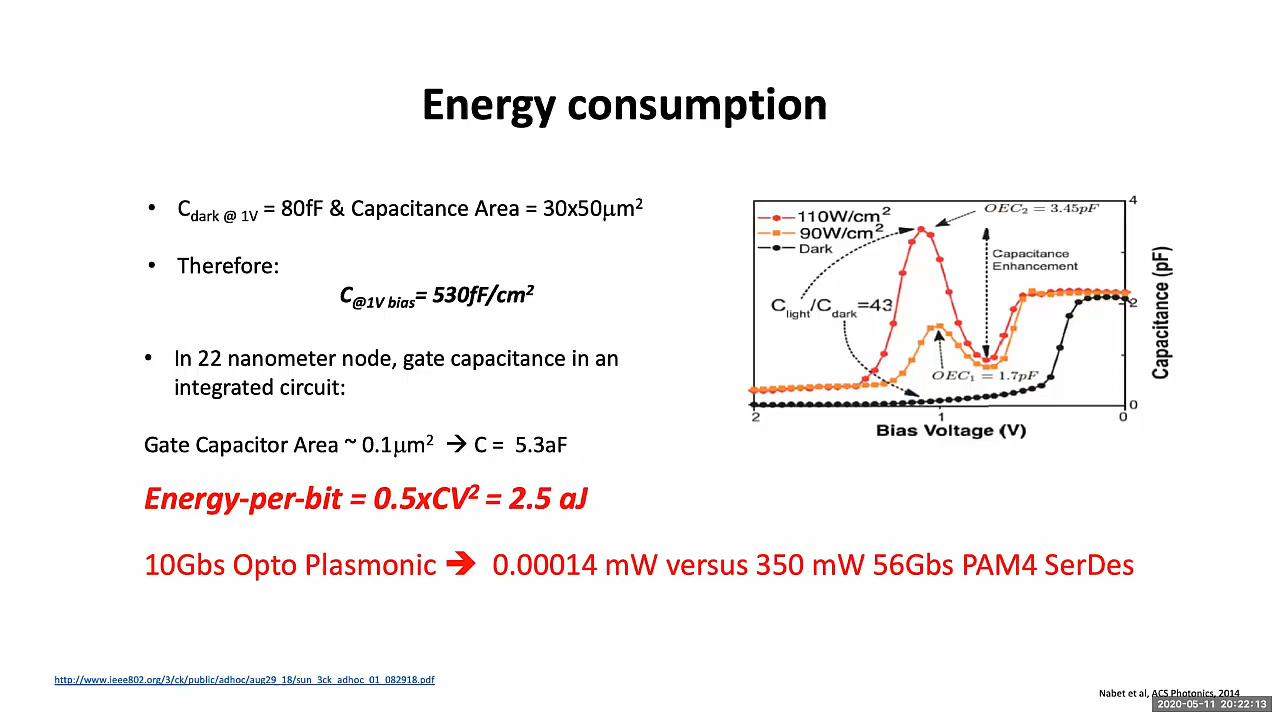 Energy consumption
• Cdark @ 1V = 80fF & Capacitance Area = 30x50μm²
• Therefore:
C@1V bias= 530fF/cm²
• In 22 nanometer node, gate capacitance in an
integrated circuit:
Gate Capacitor Area ~ 0.1μm² → C = 5.3aF
Energy-per-bit = 0.5xCV² = 2.5 aJ
10Gbs Opto Plasmonic ➔ 0.00014 mW versus 350 mW 56Gbs PAM4 SerDes
110W/cm²
90W/cm²
Dark
OEC₂ = 3.45pF
Capacitance
Enhancement
Clight/Cdark=43
OEC₁ = 1.7pF
4
2
0
Capacitance (pF)
2 1 0
Bias Voltage (V)
http://www.ieee802.org/3/ck/public/adhoc/aug29_18/sun_3ck_adhoc_01_082918.pdf
Nabet et al, ACS Photonics, 2014
2020-05-11 20:22:13